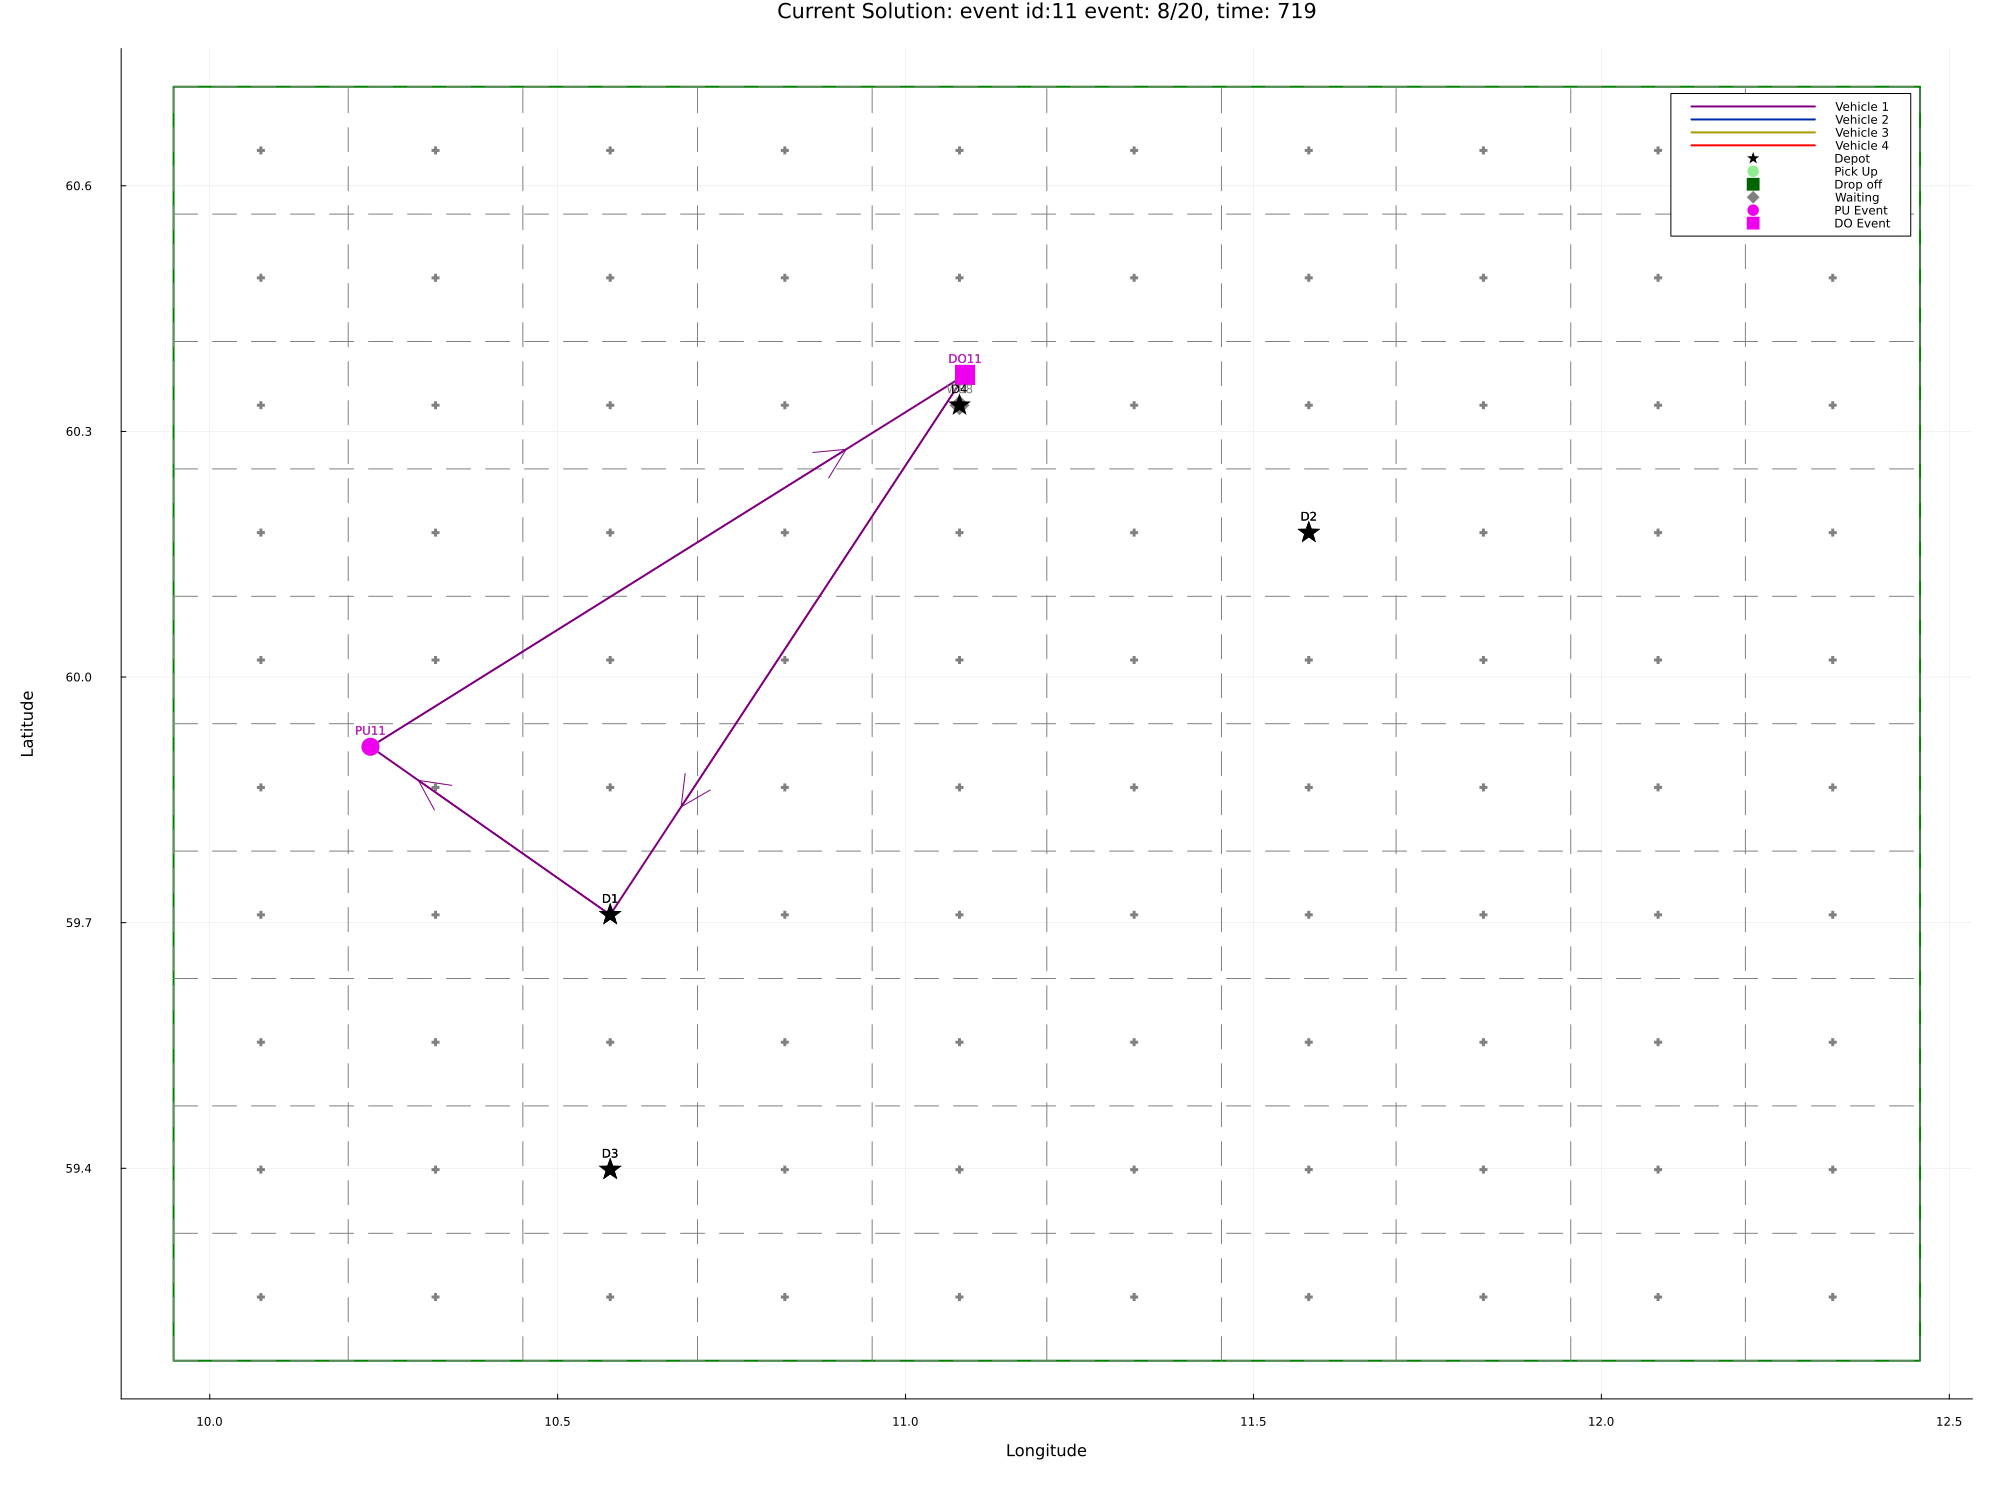 Current Solution: event id:11 event: 8/20, time: 719
Vehicle 1
Vehicle 2
Vehicle 3
Vehicle 4
Depot
Pick Up
Drop off
Waiting
PU Event
DO Event
60.6
60.3
60.0
59.7
59.4
Latitude
DO11
D4
D2
PU11
D1
D3
10.0
10.5
11.0
11.5
12.0
12.5
Longitude